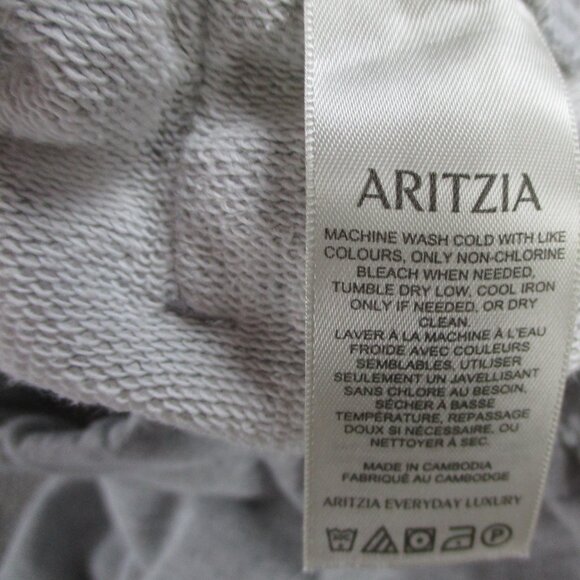 ARITZIA
MACHINE WASH COLD WITH LIKE
COLOURS, ONLY NON-CHLORINE
BLEACH WHEN NEEDED,
TUMBLE DRY LOW, COOL IRON
ONLY IF NEEDED, OR DRY
CLEAN.
LAVER À LA MACHINE À L'EAU
FROIDE AVEC COULEURS
SEMBLABLES, UTILISER
SEULEMENT UN JAVELLISANT
SANS CHLORE AU BESOIN,
SÉCHER À BASSE
TEMPÉRATURE, REPASSAGE
DOUX SI NÉCESSAIRE, OU
NETTOYER À SEC.
MADE IN CAMBODIA
FABRIQUÉ AU CAMBODGE
ARITZIA EVERYDAY LUXURY
P